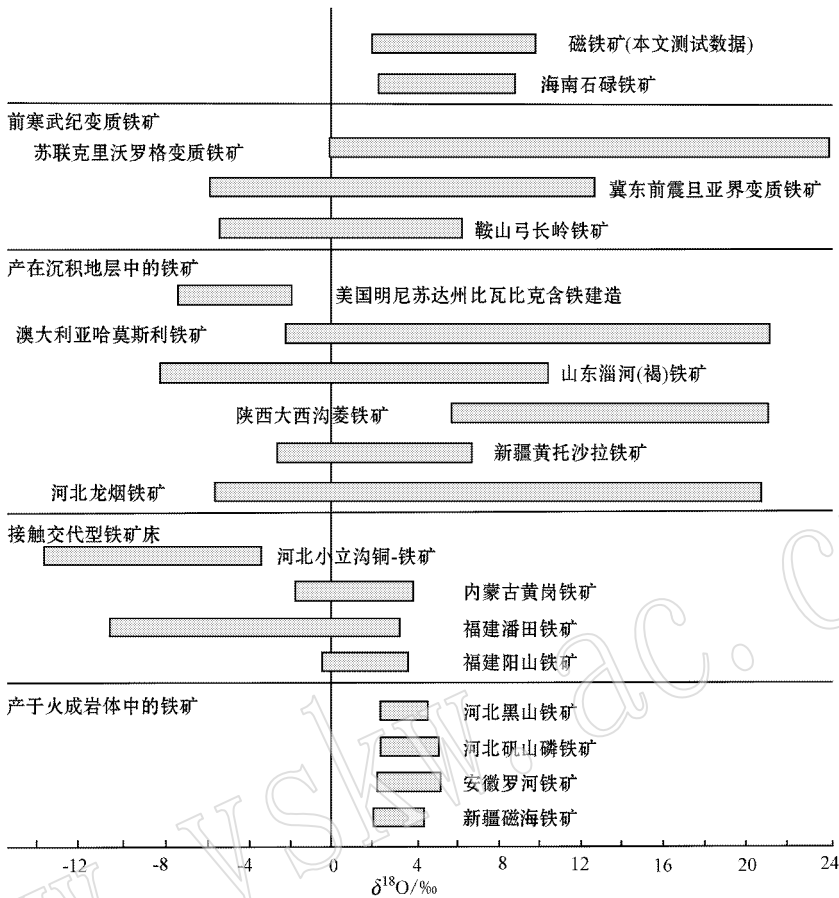 磁铁矿(本文测试数据)
海南石碌铁矿
前寒武纪变质铁矿
苏联克里沃罗格变质铁矿
冀东前震旦亚界变质铁矿
鞍山弓长岭铁矿
产在沉积地层中的铁矿
美国明尼苏达州比瓦比克含铁建造
澳大利亚哈莫斯利铁矿
山东淄河(褐)铁矿
陕西大西沟菱铁矿
新疆黄托沙拉铁矿
河北龙烟铁矿
接触交代型铁矿床
河北小立沟铜-铁矿
内蒙古黄岗铁矿
福建潘田铁矿
福建阳山铁矿
产于火成岩体中的铁矿
河北黑山铁矿
河北矾山磷铁矿
安徽罗河铁矿
新疆磁海铁矿
-12 -8 -4 0 4 8 12 16 20 24
δ¹⁸O/‰